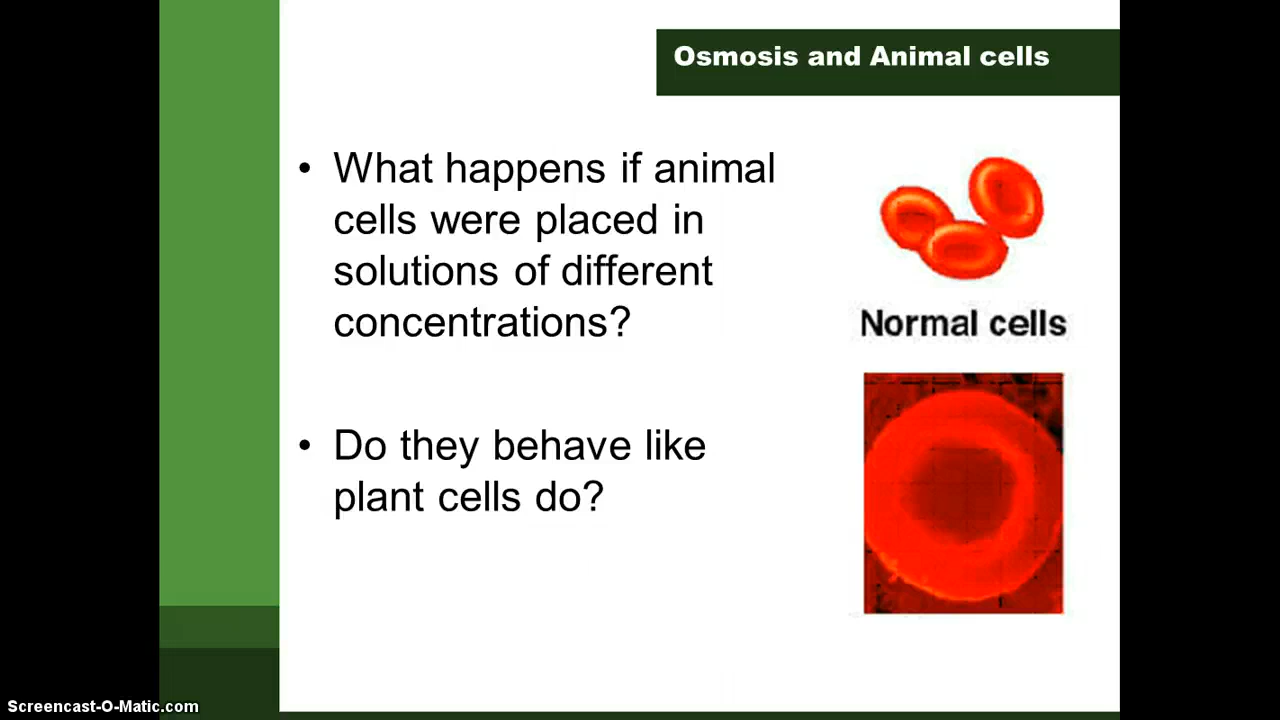 Osmosis and Animal cells
• What happens if animal
cells were placed in
solutions of different
concentrations?
• Do they behave like
plant cells do?
Normal cells
Screencast-O-Matic.com